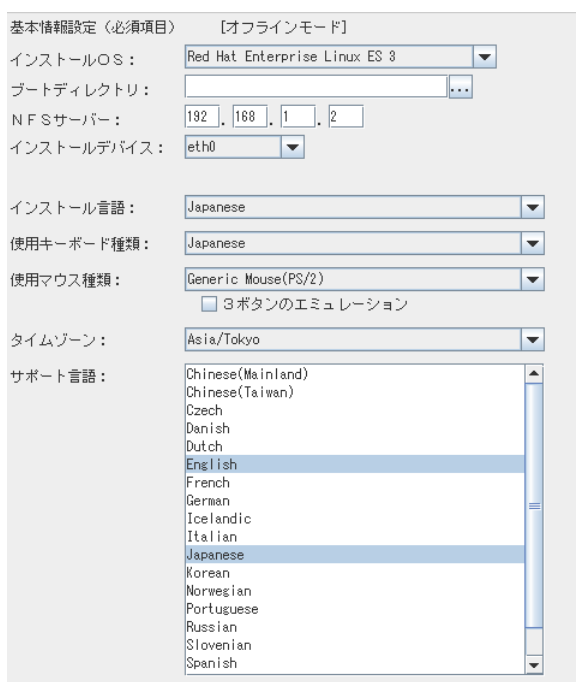 基本情報設定（必須項目） [オフラインモード]
インストールOS： Red Hat Enterprise Linux ES 3
ブートディレクトリ： ...
NFSサーバー： 192 . 168 . 1 . 2
インストールデバイス： eth0
インストール言語： Japanese
使用キーボード種類： Japanese
使用マウス種類： Generic Mouse(PS/2)
３ボタンのエミュレーション
タイムゾーン： Asia/Tokyo
サポート言語： Chinese(Mainland)
Chinese(Taiwan)
Czech
Danish
Dutch
English
French
German
Icelandic
Italian
Japanese
Korean
Norwegian
Portuguese
Russian
Slovenian
Spanish